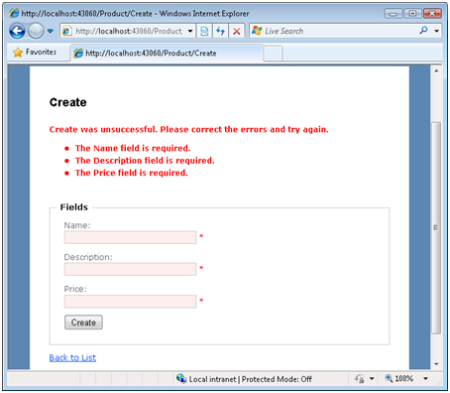 http://localhost:43060/Product/Create - Windows Internet Explorer
http://localhost:43060/Product, Live Search
Favorites http://localhost:43060/Product/Create
Create
Create was unsuccessful. Please correct the errors and try again.
• The Name field is required.
• The Description field is required.
• The Price field is required.
Fields
Name:
*
Description:
*
Price:
*
Create
Back to List
Local intranet | Protected Mode: Off 100%